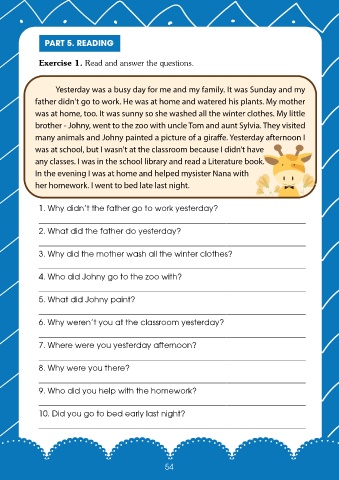 PART 5. READING
Exercise 1. Read and answer the questions.
Yesterday was a busy day for me and my family. It was Sunday and my
father didn't go to work. He was at home and watered his plants. My mother
was at home, too. It was sunny so she washed all the winter clothes. My little
brother - Johny, went to the zoo with uncle Tom and aunt Sylvia. They visited
many animals and Johny painted a picture of a giraffe. Yesterday afternoon I
was at school, but I wasn't at the classroom because I didn't have
any classes. I was in the school library and read a Literature book.
In the evening I was at home and helped mysister Nana with
her homework. I went to bed late last night.
1. Why didn't the father go to work yesterday?
2. What did the father do yesterday?
3. Why did the mother wash all the winter clothes?
4. Who did Johny go to the zoo with?
5. What did Johny paint?
6. Why weren't you at the classroom yesterday?
7. Where were you yesterday afternoon?
8. Why were you there?
9. Who did you help with the homework?
10. Did you go to bed early last night?
54